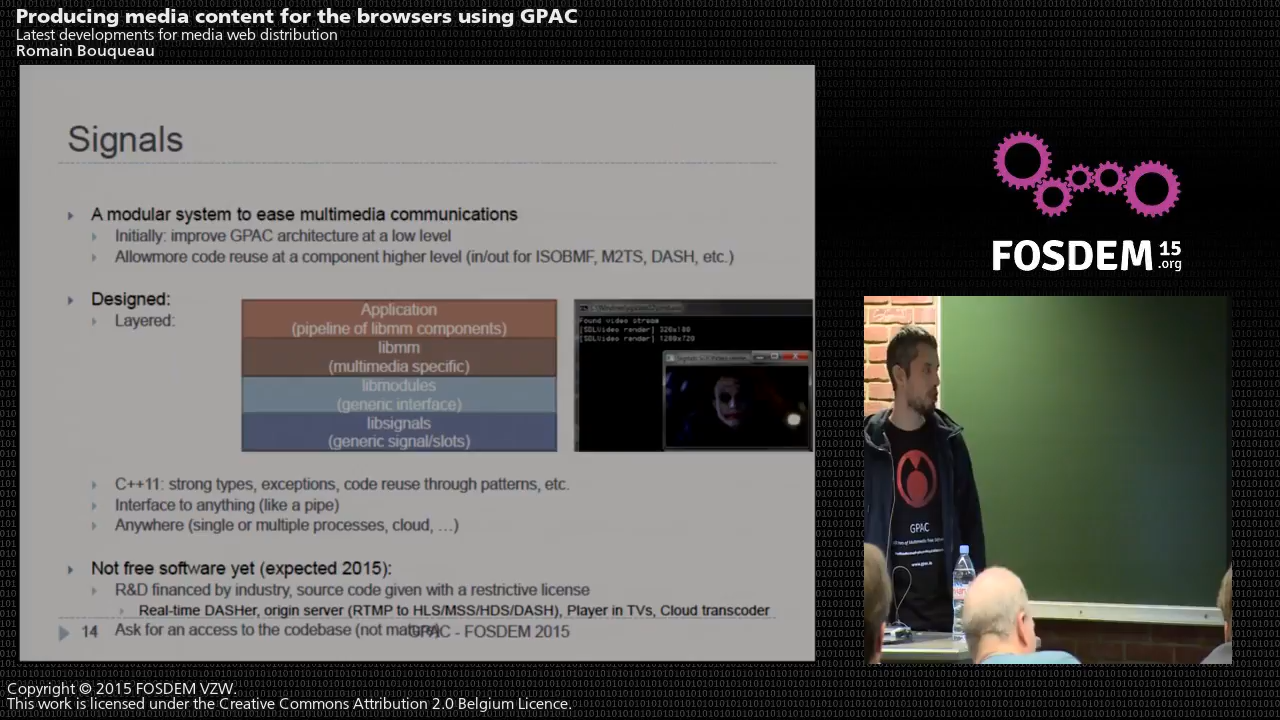 Producing media content for the browsers using GPAC
Latest developments for media web distribution
Romain Bouqueau
Signals
A modular system to ease multimedia communications
Initially: improve GPAC architecture at a low level
Allowmore code reuse at a component higher level (in/out for ISOBMF, M2TS, DASH, etc.)
Designed:
Layered:
Application
(pipeline of libmm components)
libmm
(multimedia specific)
libmodules
(generic interface)
libsignals
(generic signal/slots)
Found video stream
[SDLVideo render] 320x180
[SDLVideo render] 1280x720
C++11: strong types, exceptions, code reuse through patterns, etc.
Interface to anything (like a pipe)
Anywhere (single or multiple processes, cloud, …)
Not free software yet (expected 2015):
R&D financed by industry, source code given with a restrictive license
Real-time DASHer, origin server (RTMP to HLS/MSS/HDS/DASH), Player in TVs, Cloud transcoder
Ask for an access to the codebase (not mature)
14
GPAC - FOSDEM 2015
FOSDEM 15
.org
GPAC
Copyright © 2015 FOSDEM VZW.
This work is licensed under the Creative Commons Attribution 2.0 Belgium Licence.